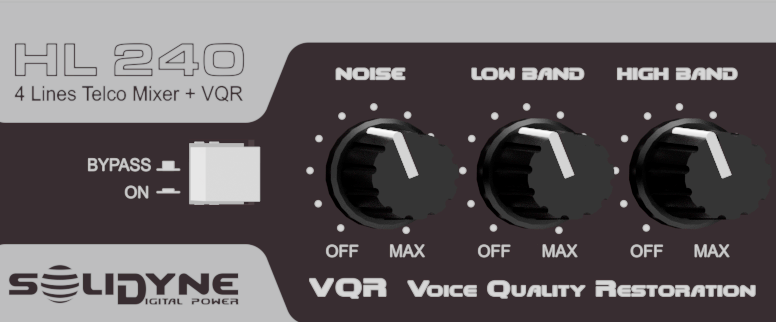 HL 240
4 Lines Telco Mixer + VQR
NOISE LOW BAND HIGH BAND
BYPASS
ON
OFF MAX OFF MAX OFF MAX
SOLIDYNE
DIGITAL POWER
VQR VOICE QUALITY RESTORATION